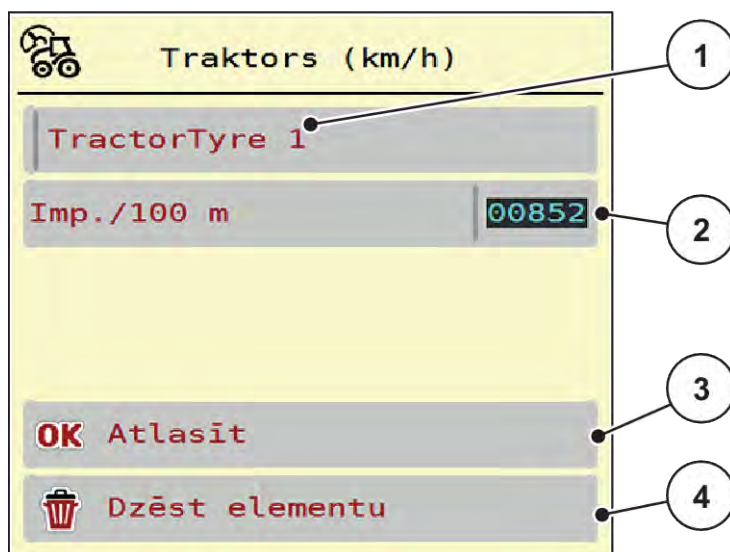 Traktors (km/h)
1
TractorTyre 1
Imp./100 m
00852
2
3
OK Atlasīt
4
Dzēst elementu